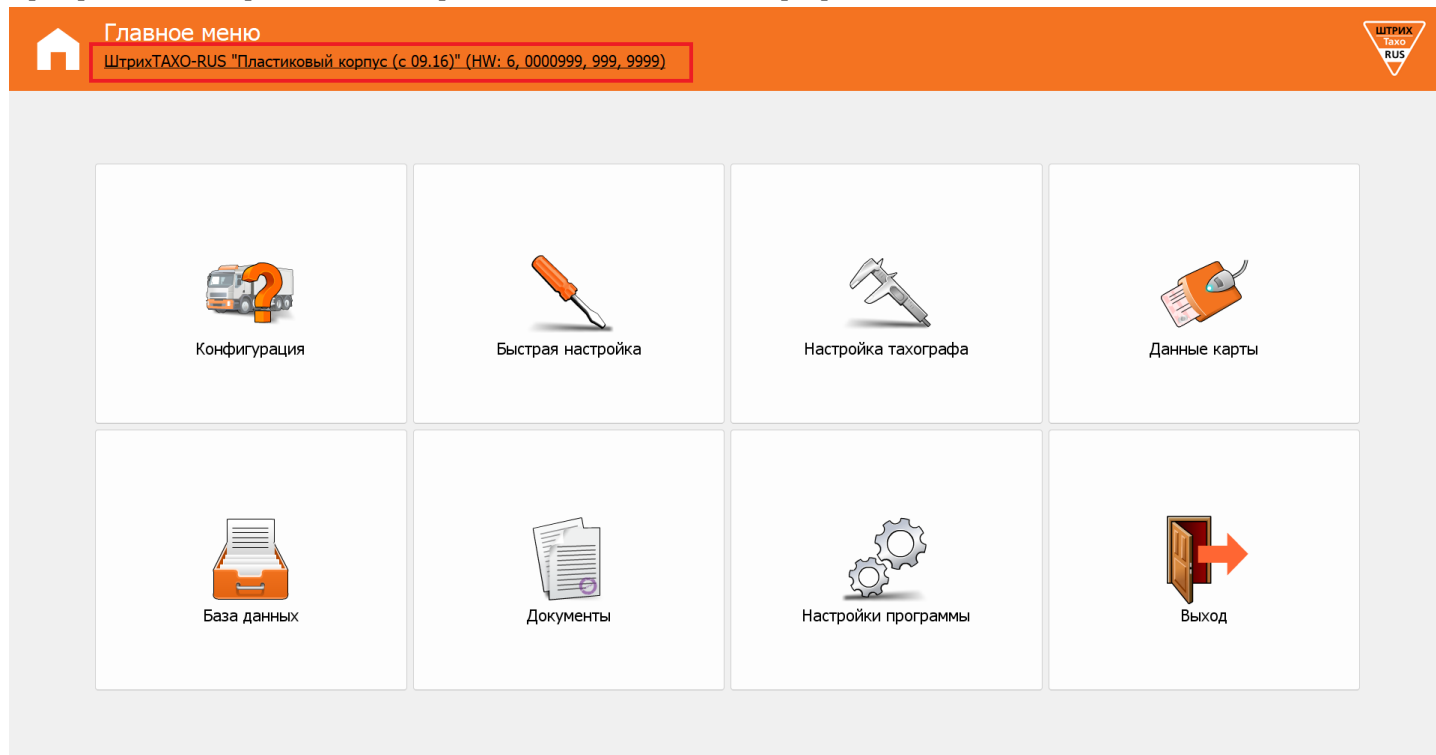 Главное меню
ШтрихТАХО-RUS "Пластиковый корпус (с 09.16)" (HW: 6, 0000999, 999, 9999)
ШТРИХ
Тахо
RUS
Конфигурация
Быстрая настройка
Настройка тахографа
Данные карты
База данных
Документы
Настройки программы
Выход